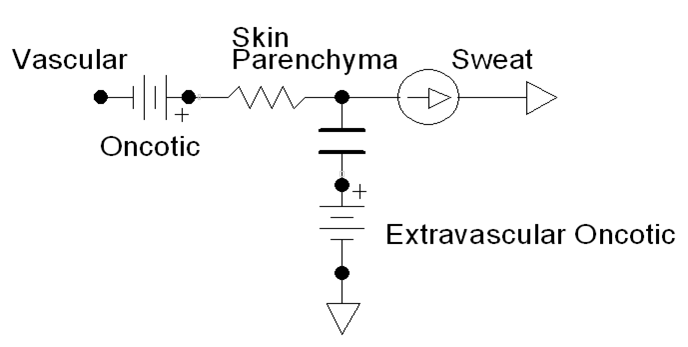 Vascular
Skin
Parenchyma
Sweat
+
Oncotic
+
Extravascular Oncotic